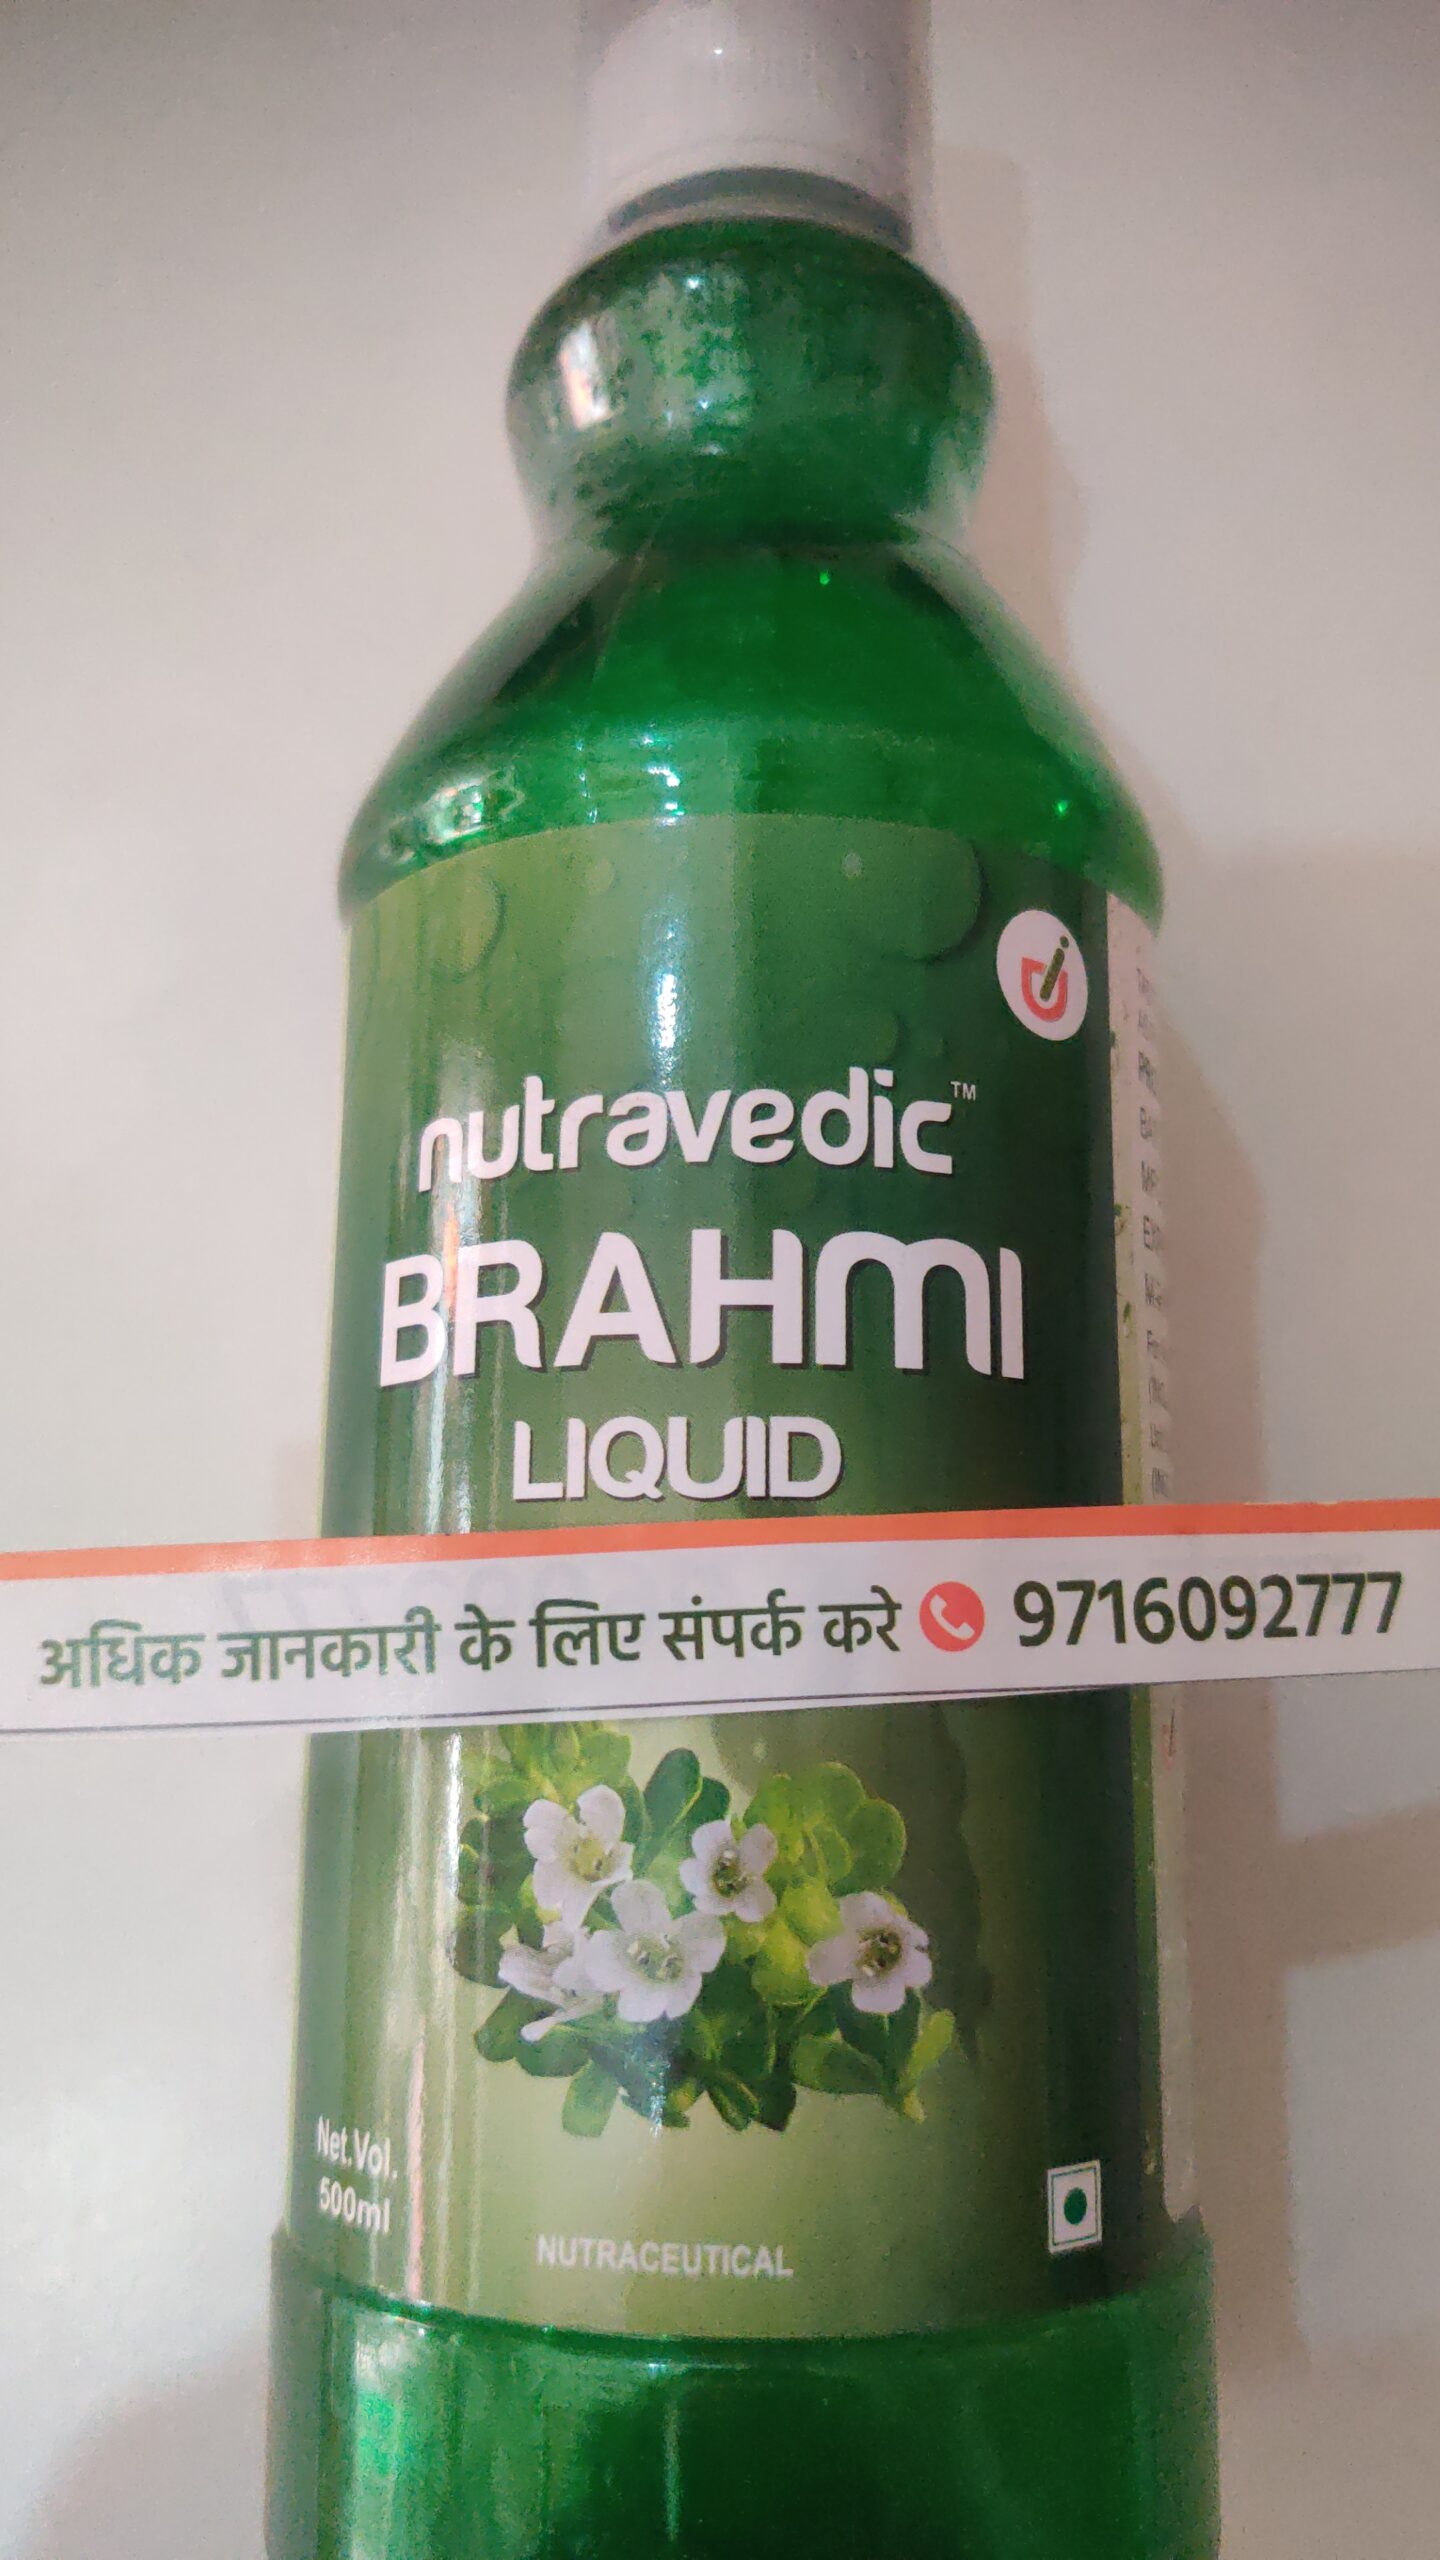 nutravedic™
BRAHMI
LIQUID
अधिक जानकारी के लिए संपर्क करे 9716092777
Net.Vol.
500ml
NUTRACEUTICAL